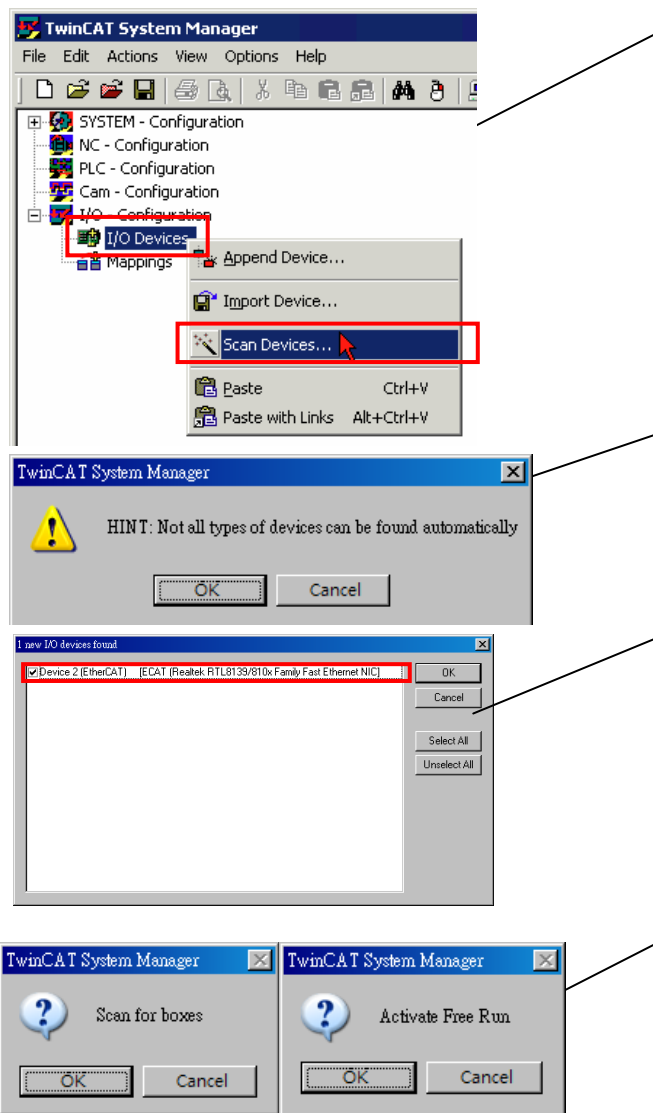 TwinCAT System Manager
File Edit Actions View Options Help
SYSTEM - Configuration
NC - Configuration
PLC - Configuration
Cam - Configuration
I/O - Configuration
I/O Devices
Mappings
Append Device...
Import Device...
Scan Devices...
Paste Ctrl+V
Paste with Links Alt+Ctrl+V
TwinCAT System Manager
HINT: Not all types of devices can be found automatically
OK Cancel
1 new I/O devices found
Device 2 (EtherCAT) [ECAT (Realtek RTL8139/810x Family Fast Ethernet NIC]
OK
Cancel
Select All
Unselect All
TwinCAT System Manager
Scan for boxes
OK Cancel
TwinCAT System Manager
Activate Free Run
OK Cancel